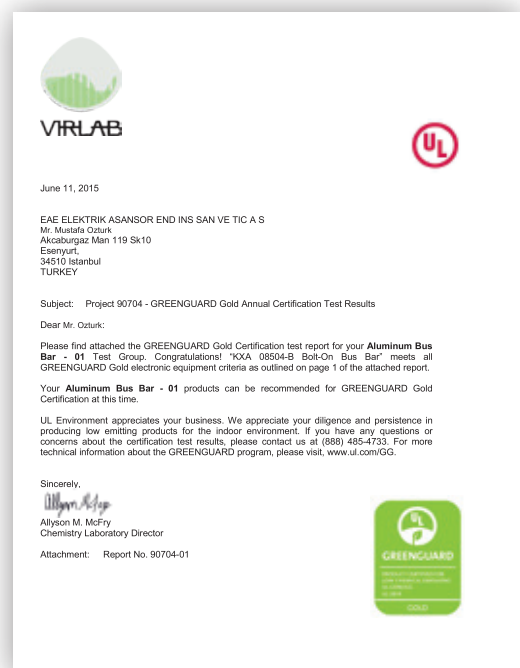 VIRLAB
UL
June 11, 2015
EAE ELEKTRIK ASANSOR END INS SAN VE TIC A S
Mr. Mustafa Ozturk
Akcaburgaz Man 119 Sk10
Esenyurt,
34510 Istanbul
TURKEY
Subject: Project 90704 - GREENGUARD Gold Annual Certification Test Results
Dear Mr. Ozturk:
Please find attached the GREENGUARD Gold Certification test report for your Aluminum Bus
Bar - 01 Test Group. Congratulations! “KXA 08504-B Bolt-On Bus Bar” meets all
GREENGUARD Gold electronic equipment criteria as outlined on page 1 of the attached report.
Your Aluminum Bus Bar - 01 products can be recommended for GREENGUARD Gold
Certification at this time.
UL Environment appreciates your business. We appreciate your diligence and persistence in
producing low emitting products for the indoor environment. If you have any questions or
concerns about the certification test results, please contact us at (888) 485-4733. For more
technical information about the GREENGUARD program, please visit, www.ul.com/GG.
Sincerely,
Allyson M. McFry
Chemistry Laboratory Director
Attachment: Report No. 90704-01
UL
GREENGUARD
GOLD